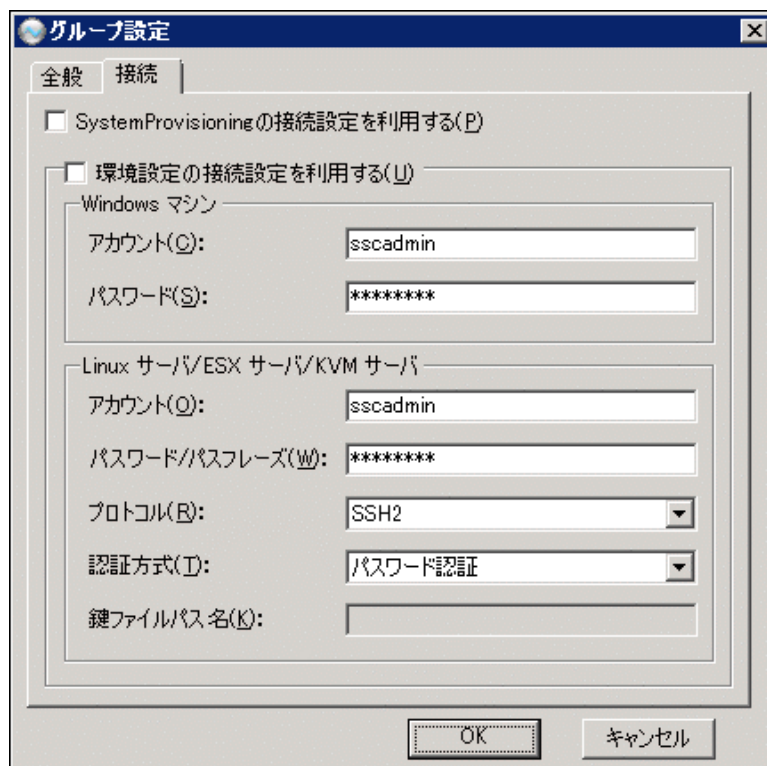 グループ設定
全般 接続
SystemProvisioningの接続設定を利用する(P)
環境設定の接続設定を利用する(U)
Windows マシン
アカウント(C): sscadmin
パスワード(S): ********
Linux サーバ/ESX サーバ/KVM サーバ
アカウント(O): sscadmin
パスワード/パスフレーズ(W): ********
プロトコル(R): SSH2
認証方式(T): パスワード認証
鍵ファイルパス名(K):
OK キャンセル